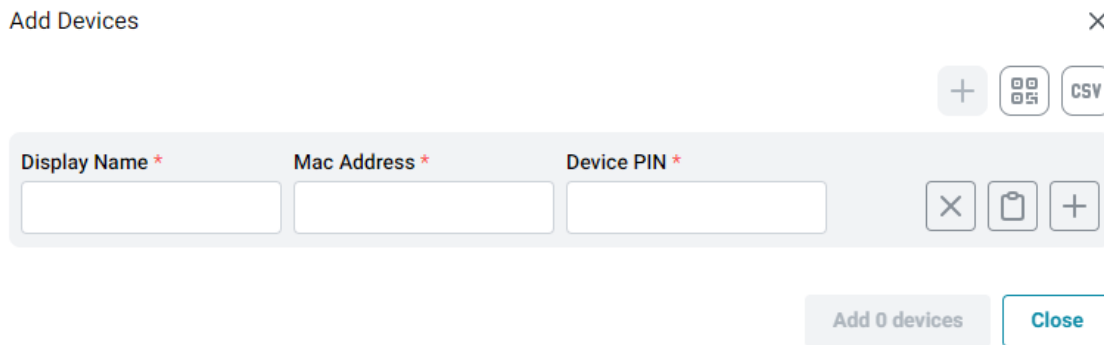 Add Devices
CSV
Display Name * Mac Address * Device PIN *
Add 0 devices Close